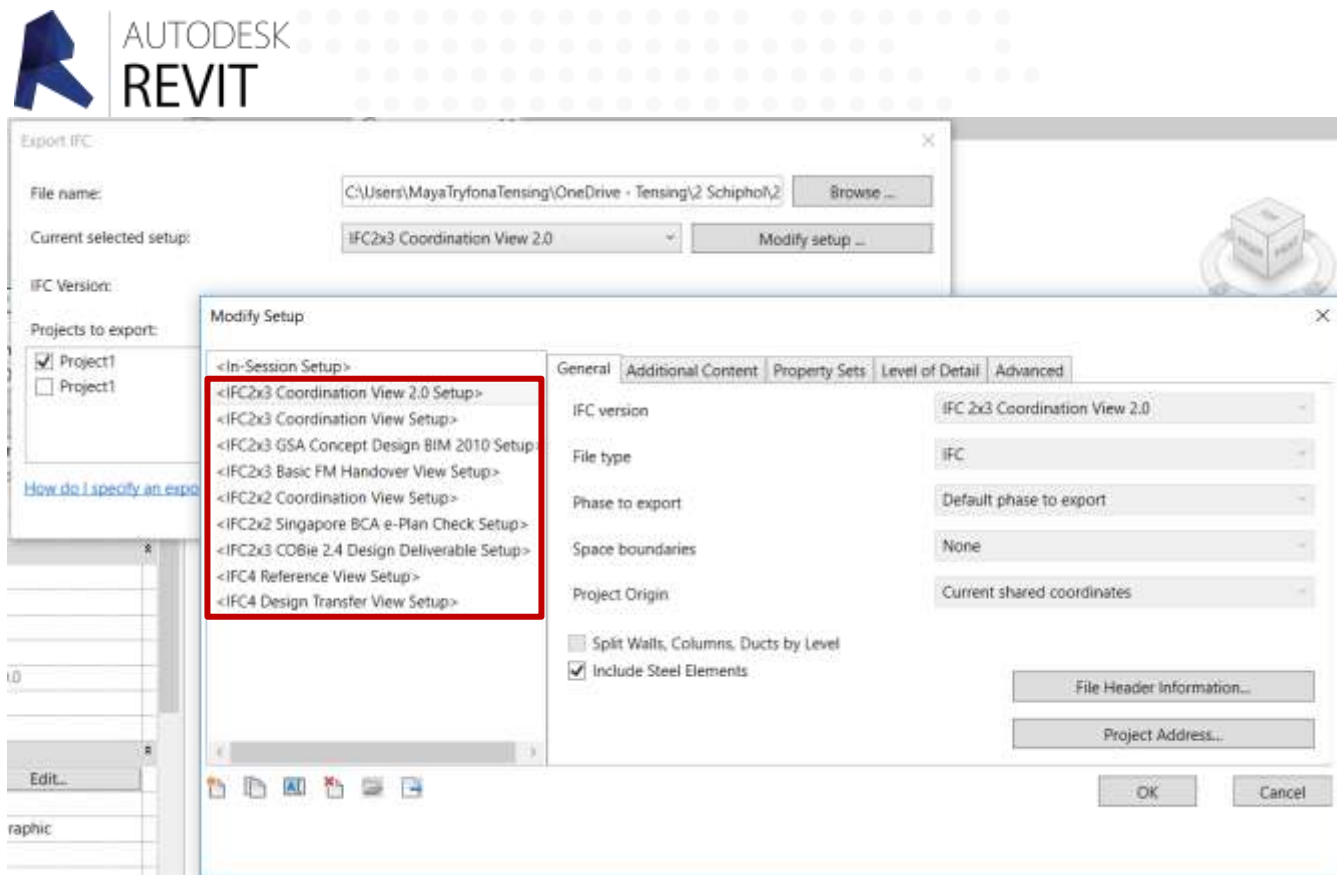 AUTODESK
REVIT
Export IFC
File name:
C:\Users\MayaTryfonaTensing\OneDrive - Tensing\2 Schiphol\2
Browse ...
Current selected setup:
IFC2x3 Coordination View 2.0
Modify setup ...
IFC Version:
Projects to export:
Project1
Project1
How do I specify an expo
Modify Setup
<In-Session Setup>
<IFC2x3 Coordination View 2.0 Setup>
<IFC2x3 Coordination View Setup>
<IFC2x3 GSA Concept Design BIM 2010 Setup>
<IFC2x3 Basic FM Handover View Setup>
<IFC2x2 Coordination View Setup>
<IFC2x2 Singapore BCA e-Plan Check Setup>
<IFC2x3 COBie 2.4 Design Deliverable Setup>
<IFC4 Reference View Setup>
<IFC4 Design Transfer View Setup>
General
Additional Content
Property Sets
Level of Detail
Advanced
IFC version
IFC 2x3 Coordination View 2.0
File type
IFC
Phase to export
Default phase to export
Space boundaries
None
Project Origin
Current shared coordinates
Split Walls, Columns, Ducts by Level
Include Steel Elements
File Header Information...
Project Address...
OK
Cancel
Edit...
raphic